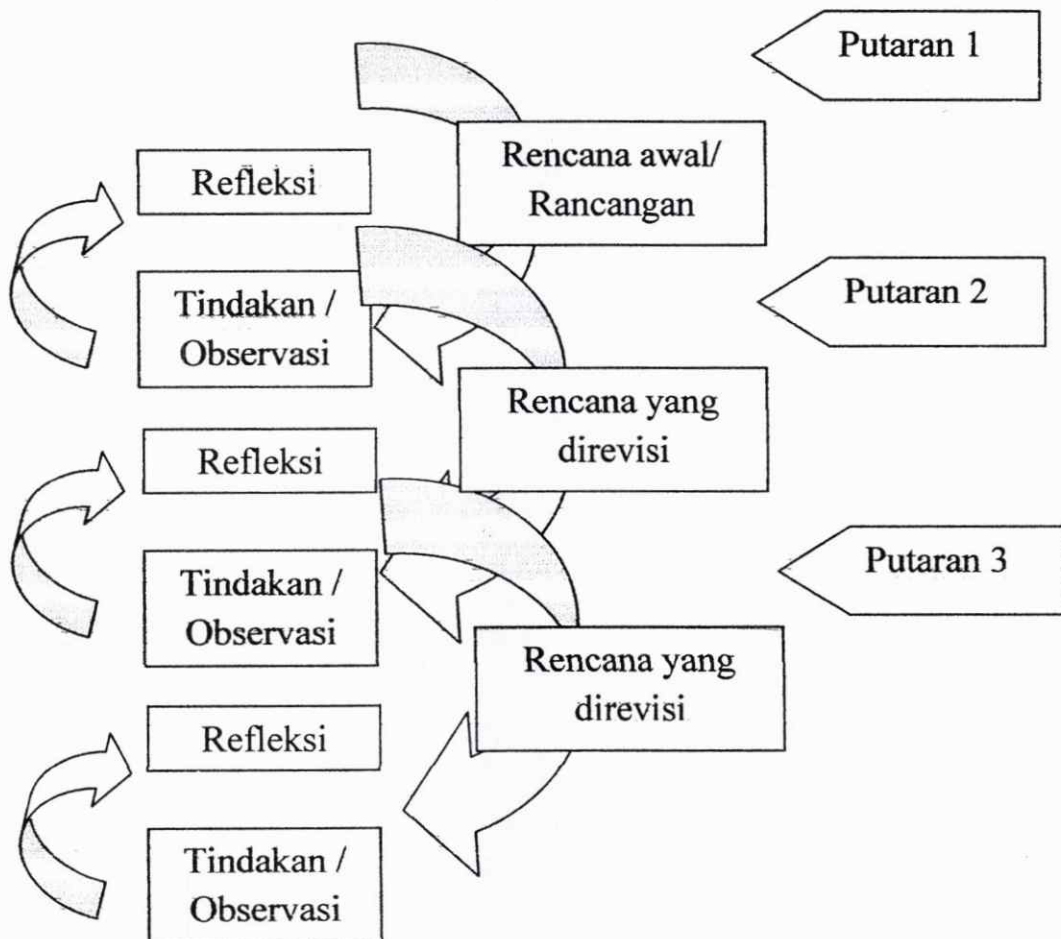 Putaran 1
Rencana awal/
Rancangan
Refleksi
Tindakan /
Observasi
Putaran 2
Rencana yang
direvisi
Refleksi
Tindakan /
Observasi
Putaran 3
Rencana yang
direvisi
Refleksi
Tindakan /
Observasi